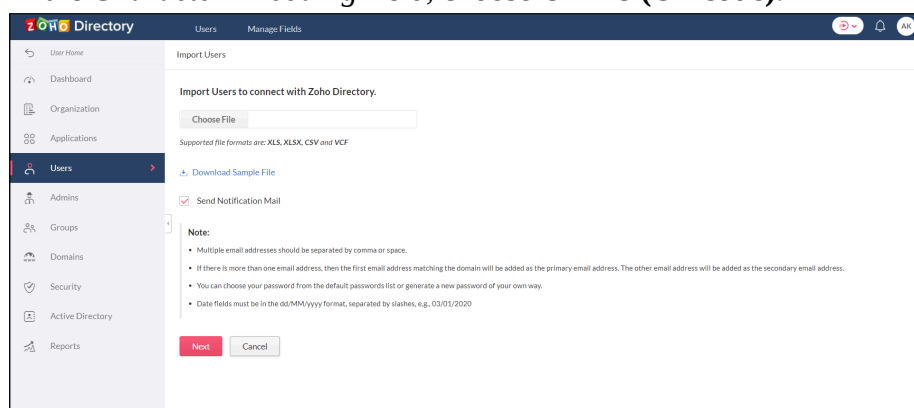 ZOHO Directory
Users
Manage Fields
AK
User Home
Import Users
Dashboard
Organization
Applications
Users
Admins
Groups
Domains
Security
Active Directory
Reports
Import Users to connect with Zoho Directory.
Choose File
Supported file formats are: XLS, XLSX, CSV and VCF
Download Sample File
Send Notification Mail
Note:
• Multiple email addresses should be separated by comma or space.
• If there is more than one email address, then the first email address matching the domain will be added as the primary email address. The other email address will be added as the secondary email address.
• You can choose your password from the default passwords list or generate a new password of your own way.
• Date fields must be in the dd/MM/yyyy format, separated by slashes, e.g., 03/01/2020
Next
Cancel